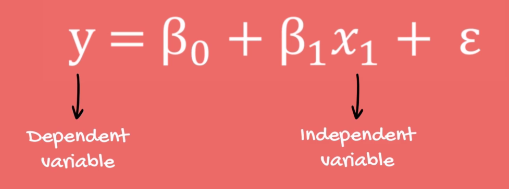 y = β₀ + β₁x₁ + ε
Dependent
variable
Independent
variable